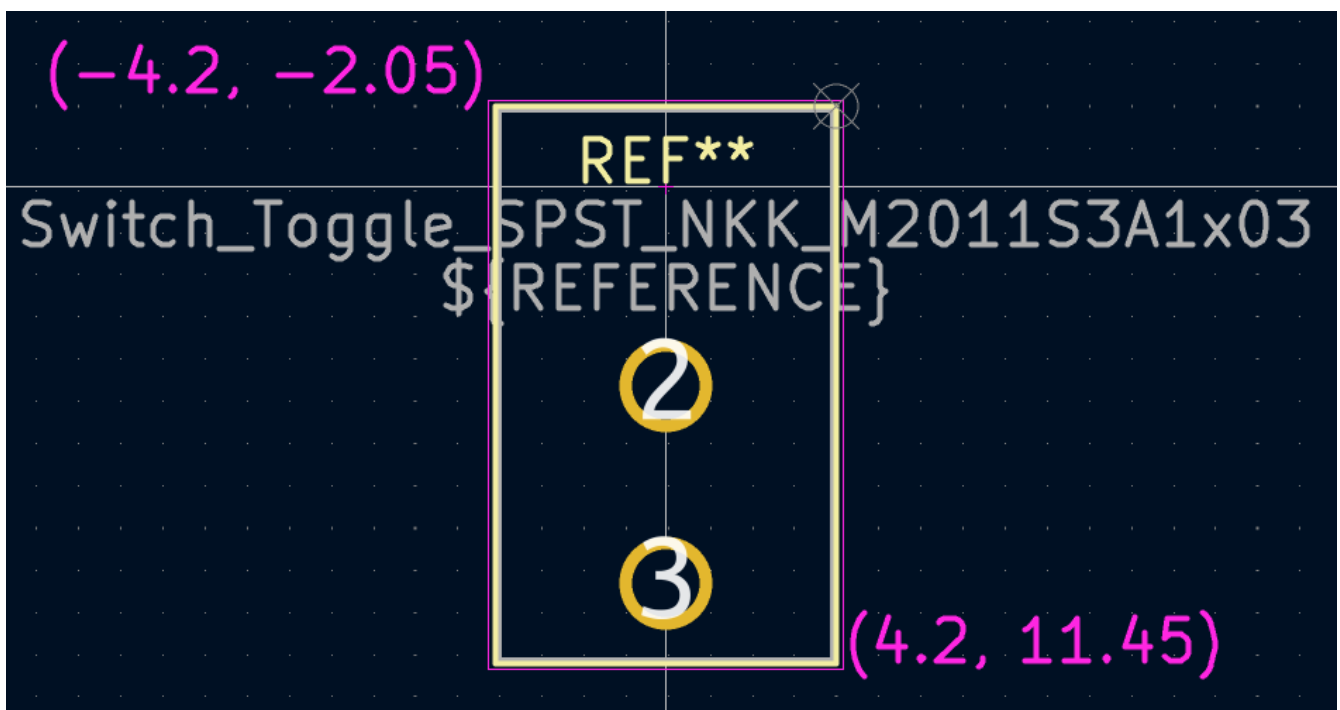 (-4.2, -2.05)
REF**
Switch_Toggle_SPST_NKK_M2011S3A1x03
${REFERENCE}
2
3
(4.2, 11.45)